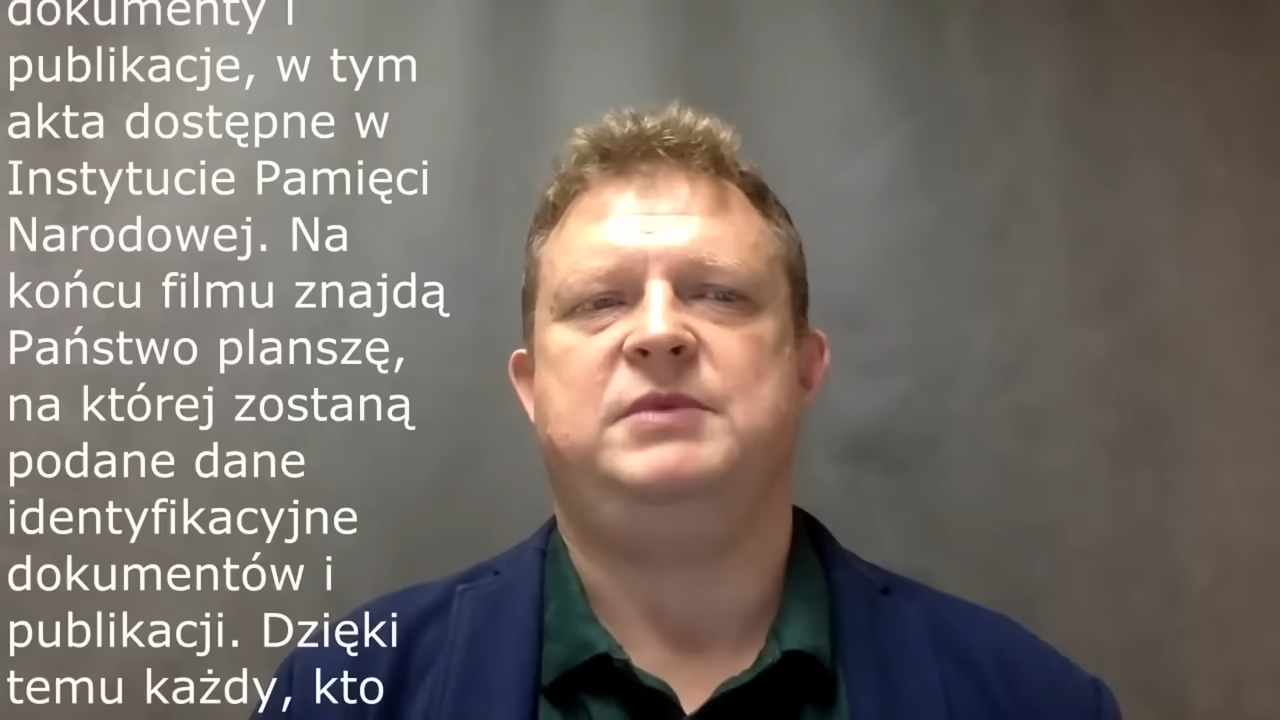 dokumenty i
publikacje, w tym
akta dostępne w
Instytucie Pamięci
Narodowej. Na
końcu filmu znajdą
Państwo planszę,
na której zostaną
podane dane
identyfikacyjne
dokumentów i
publikacji. Dzięki
temu każdy, kto